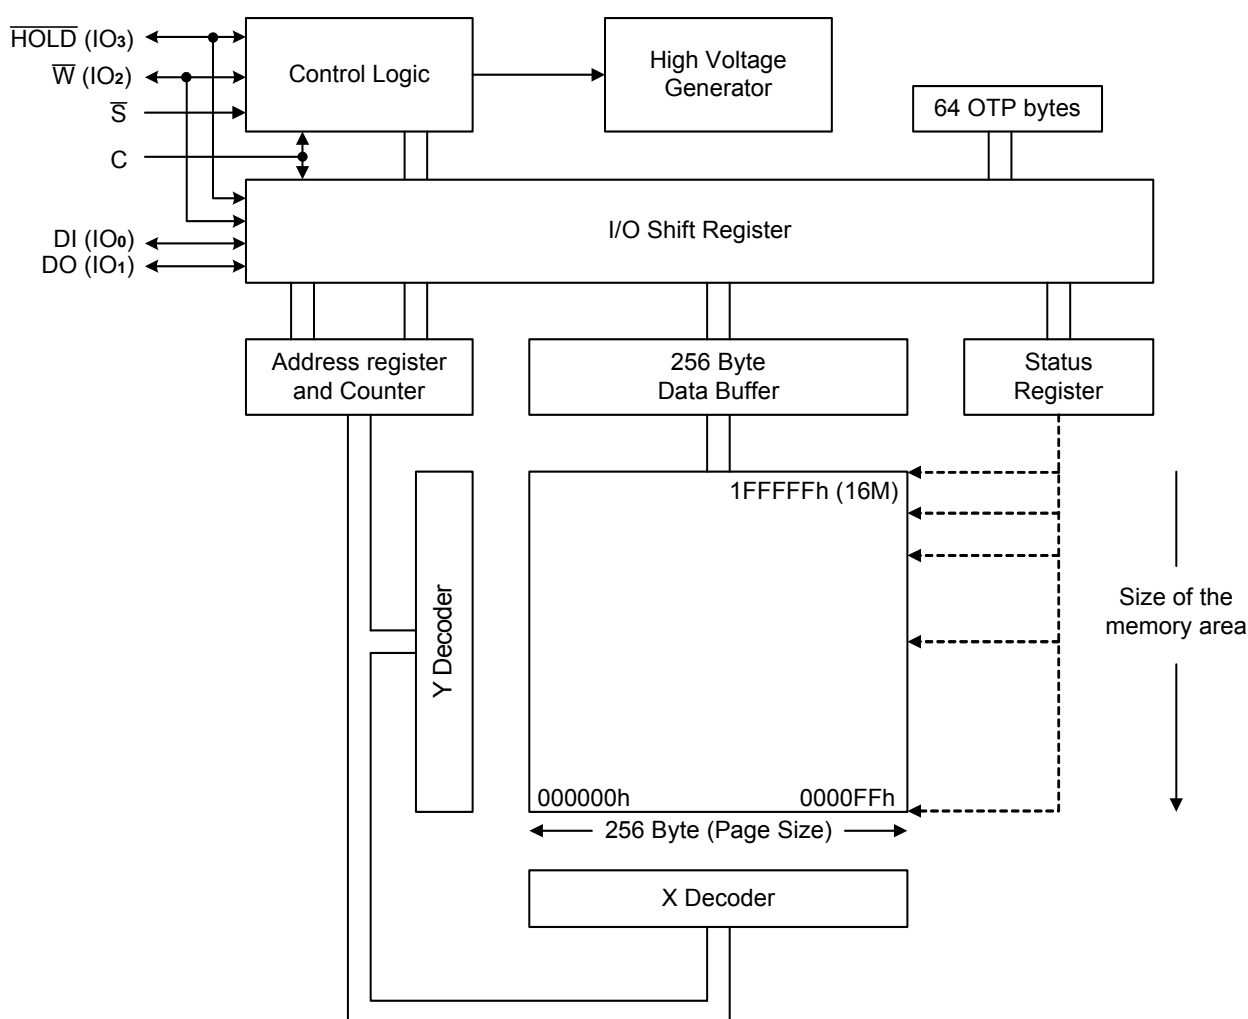 H̅O̅L̅D̅ (IO3)
W̅ (IO2)
S̅
C
DI (IO0)
DO (IO1)
Control Logic
High Voltage
Generator
64 OTP bytes
I/O Shift Register
Address register
and Counter
256 Byte
Data Buffer
Status
Register
1FFFFFh (16M)
Y Decoder
Size of the
memory area
000000h
0000FFh
256 Byte (Page Size)
X Decoder